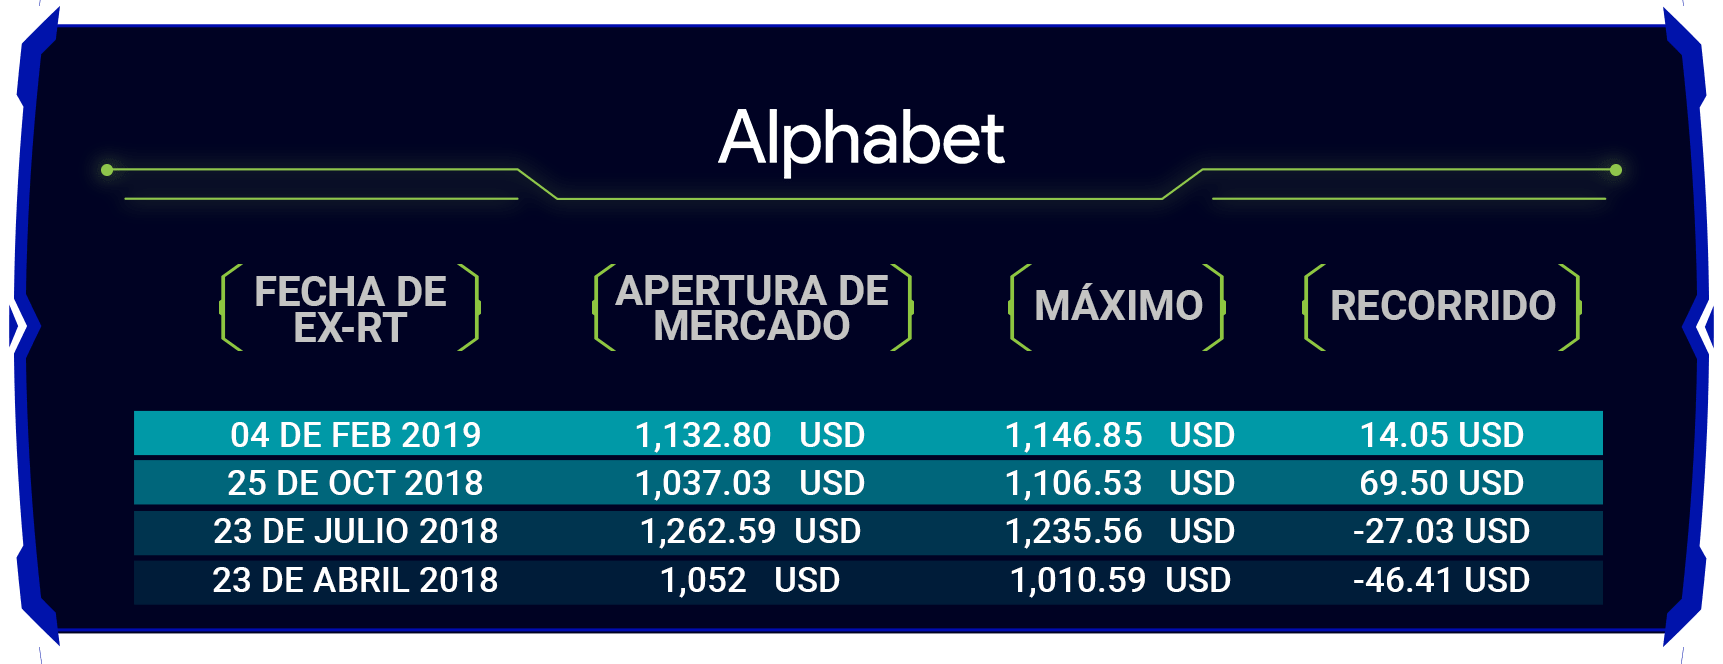 Alphabet
FECHA DE
EX-RT
APERTURA DE
MERCADO
MÁXIMO
RECORRIDO
04 DE FEB 2019 1,132.80 USD 1,146.85 USD 14.05 USD
25 DE OCT 2018 1,037.03 USD 1,106.53 USD 69.50 USD
23 DE JULIO 2018 1,262.59 USD 1,235.56 USD -27.03 USD
23 DE ABRIL 2018 1,052 USD 1,010.59 USD -46.41 USD